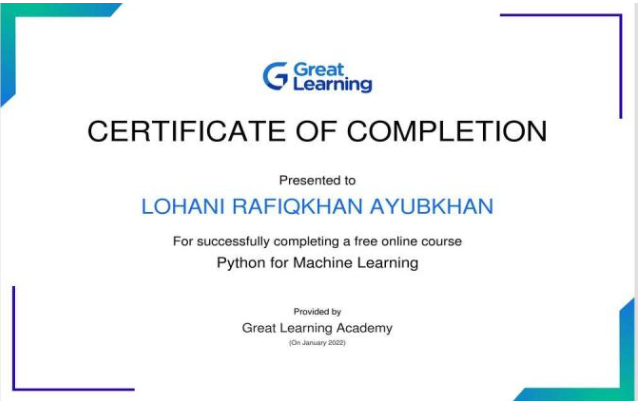 Great
Learning
CERTIFICATE OF COMPLETION
Presented to
LOHANI RAFIQKHAN AYUBKHAN
For successfully completing a free online course
Python for Machine Learning
Provided by
Great Learning Academy
(On January 2022)